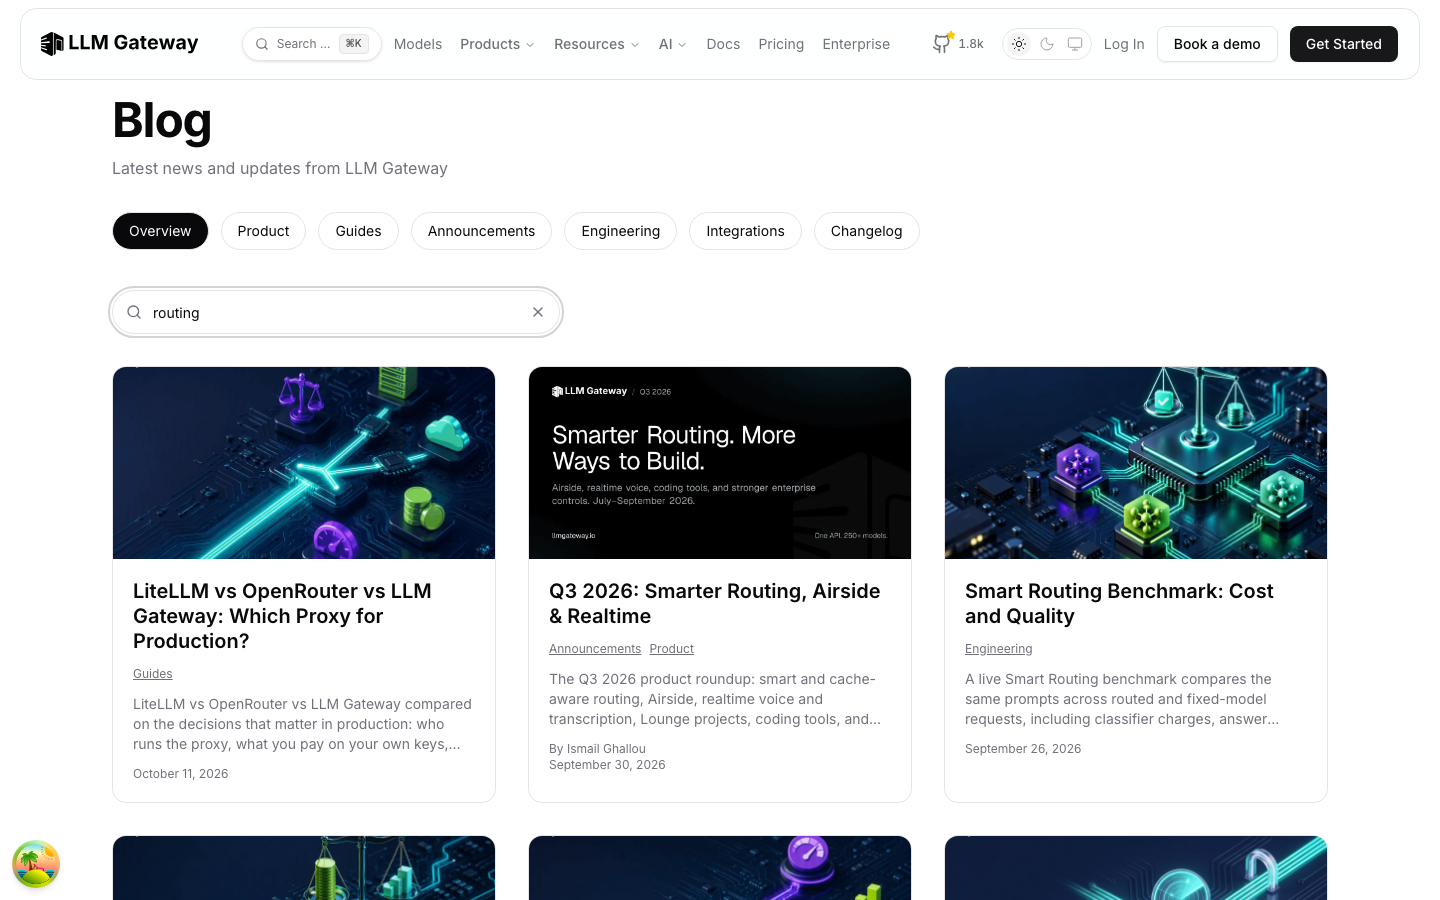 LLM Gateway
Search ...
⌘K
Models
Products
Resources
AI
Docs
Pricing
Enterprise
1.8k
Log In
Book a demo
Get Started
Blog
Latest news and updates from LLM Gateway
Overview
Product
Guides
Announcements
Engineering
Integrations
Changelog
routing
LiteLLM vs OpenRouter vs LLM
Gateway: Which Proxy for
Production?
Guides
LiteLLM vs OpenRouter vs LLM Gateway compared
on the decisions that matter in production: who
runs the proxy, what you pay on your own keys,...
October 11, 2026
LLM Gateway / Q3 2026
Smarter Routing. More
Ways to Build.
Airside, realtime voice, coding tools, and stronger enterprise
controls. July–September 2026.
llmgateway.io
One API. 250+ models.
Q3 2026: Smarter Routing, Airside
& Realtime
Announcements Product
The Q3 2026 product roundup: smart and cache-
aware routing, Airside, realtime voice and
transcription, Lounge projects, coding tools, and...
By Ismail Ghallou
September 30, 2026
Smart Routing Benchmark: Cost
and Quality
Engineering
A live Smart Routing benchmark compares the
same prompts across routed and fixed-model
requests, including classifier charges, answer...
September 26, 2026